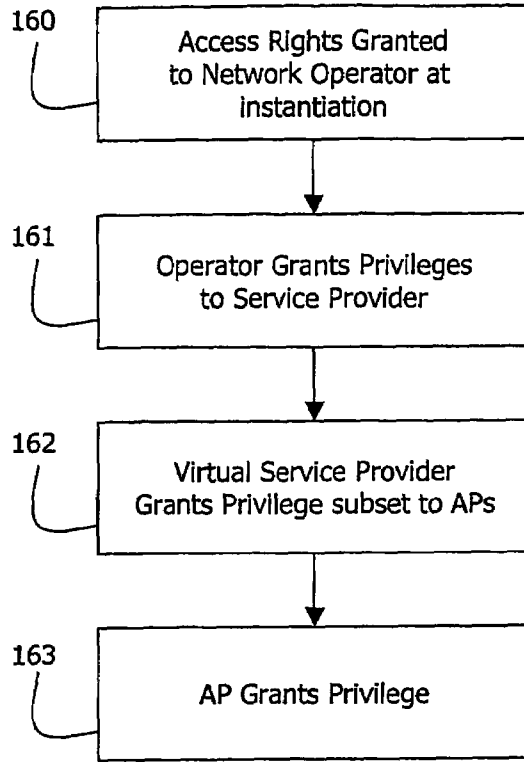 160
Access Rights Granted
to Network Operator at
instantiation
161
Operator Grants Privileges
to Service Provider
162
Virtual Service Provider
Grants Privilege subset to APs
163
AP Grants Privilege